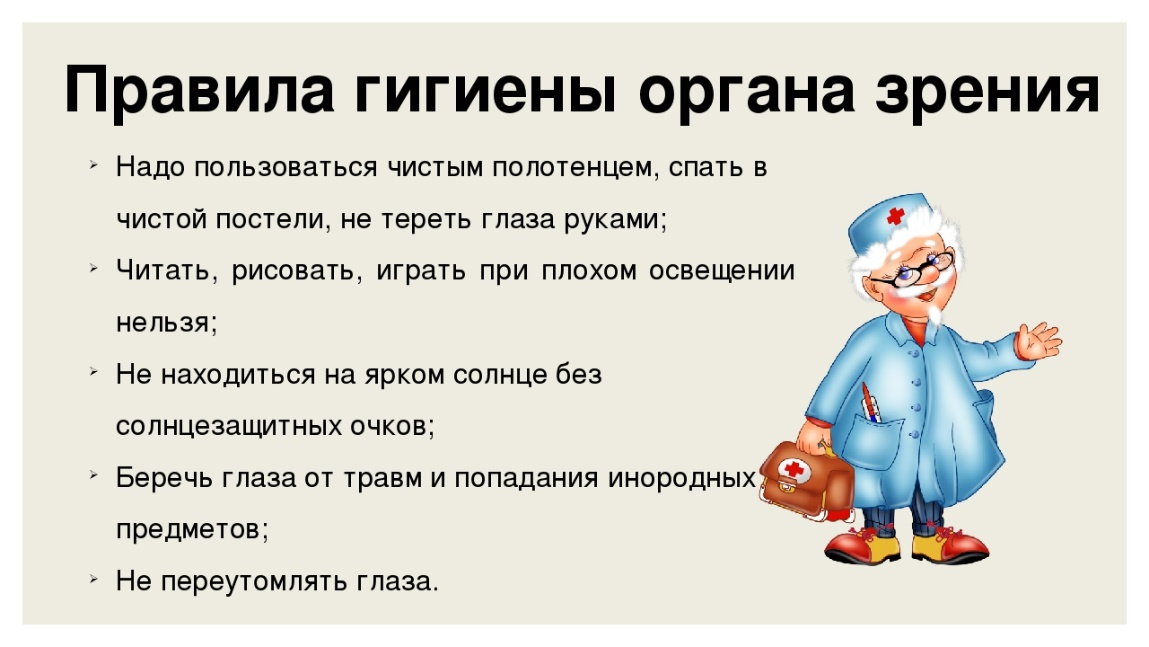 Правила гигиены органа зрения
Надо пользоваться чистым полотенцем, спать в
чистой постели, не тереть глаза руками;
Читать, рисовать, играть при плохом освещении
нельзя;
Не находиться на ярком солнце без
солнцезащитных очков;
Беречь глаза от травм и попадания инородных
предметов;
Не переутомлять глаза.